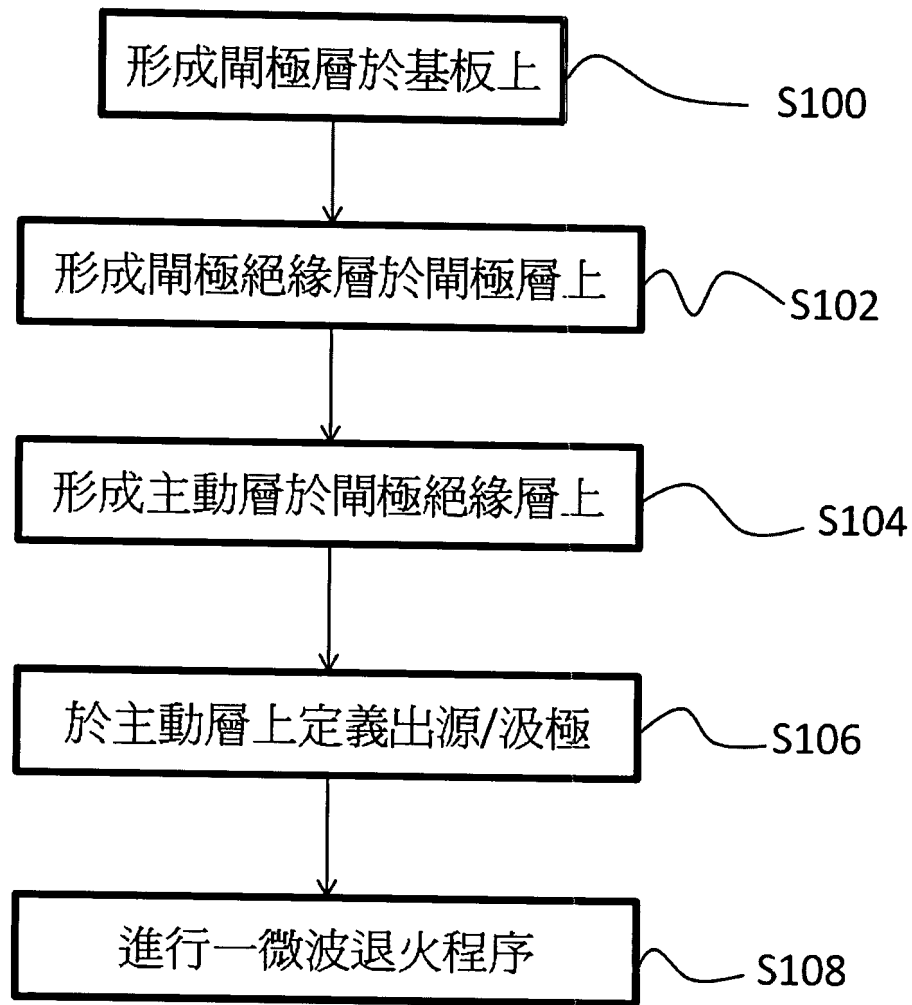 形成閘極層於基板上
S100
形成閘極絕緣層於閘極層上
S102
形成主動層於閘極絕緣層上
S104
於主動層上定義出源/汲極
S106
進行一微波退火程序
S108